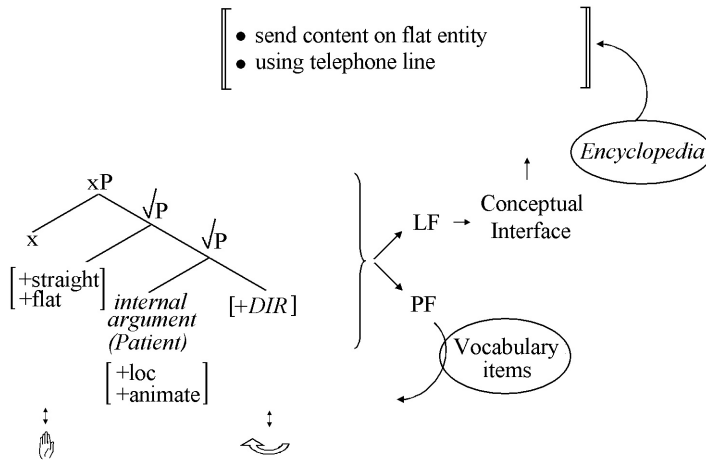 • send content on flat entity
• using telephone line
Encyclopedia
xP
√P
√P
x
LF
Conceptual
Interface
[+straight
+flat]
internal
argument
(Patient)
[+DIR]
PF
Vocabulary
items
[+loc
+animate]